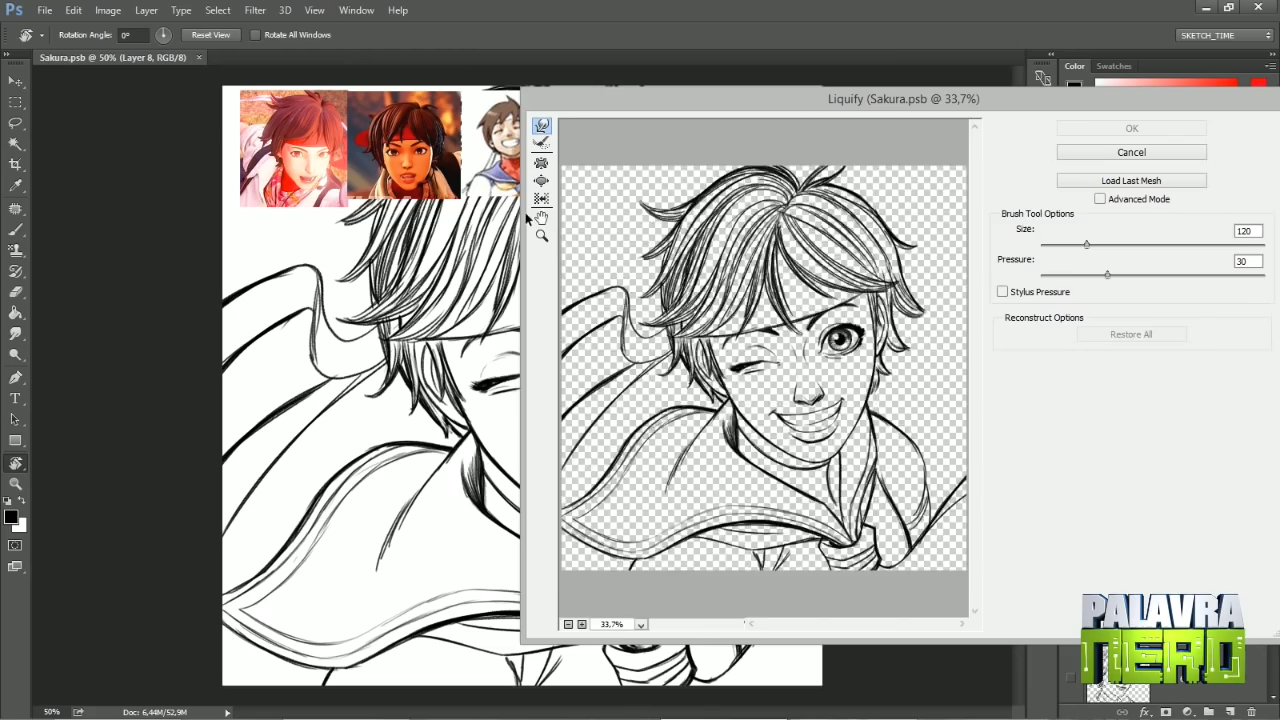 Ps File Edit Image Layer Type Select Filter 3D View Window Help
Rotation Angle: 0° Reset View Rotate All Windows SKETCH_TIME
Sakura.psb @ 50% (Layer 8, RGB/8) ×
Color Swatches
Liquify (Sakura.psb @ 33,7%)
OK
Cancel
Load Last Mesh
Advanced Mode
Brush Tool Options
Size: 120
Pressure: 30
Stylus Pressure
Reconstruct Options
Restore All
33,7%
PALAVRA
NERD
50% Doc: 6,44M/52,9M